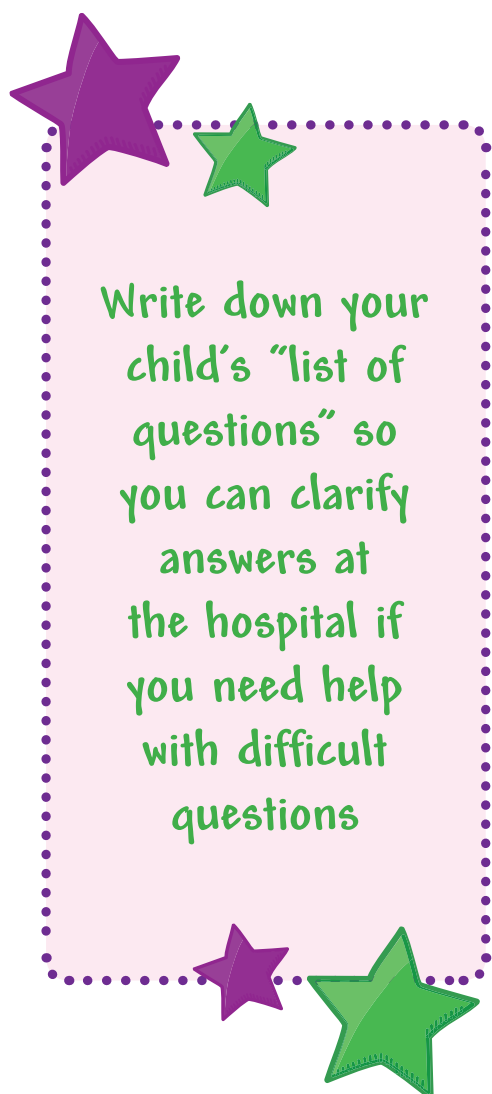 Write down your
child's "list of
questions" so
you can clarify
answers at
the hospital if
you need help
with difficult
questions